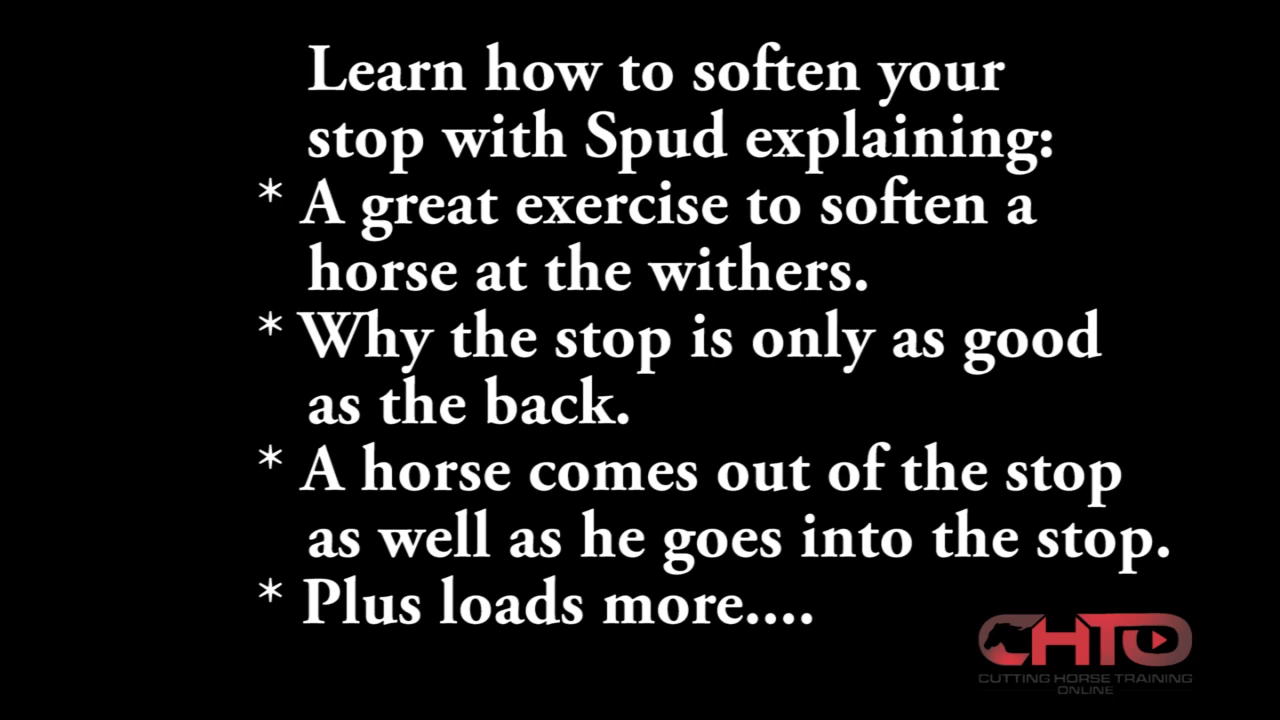 Learn how to soften your
stop with Spud explaining:
* A great exercise to soften a
horse at the withers.
* Why the stop is only as good
as the back.
* A horse comes out of the stop
as well as he goes into the stop.
* Plus loads more....
CHTO
CUTTING HORSE TRAINING
ONLINE